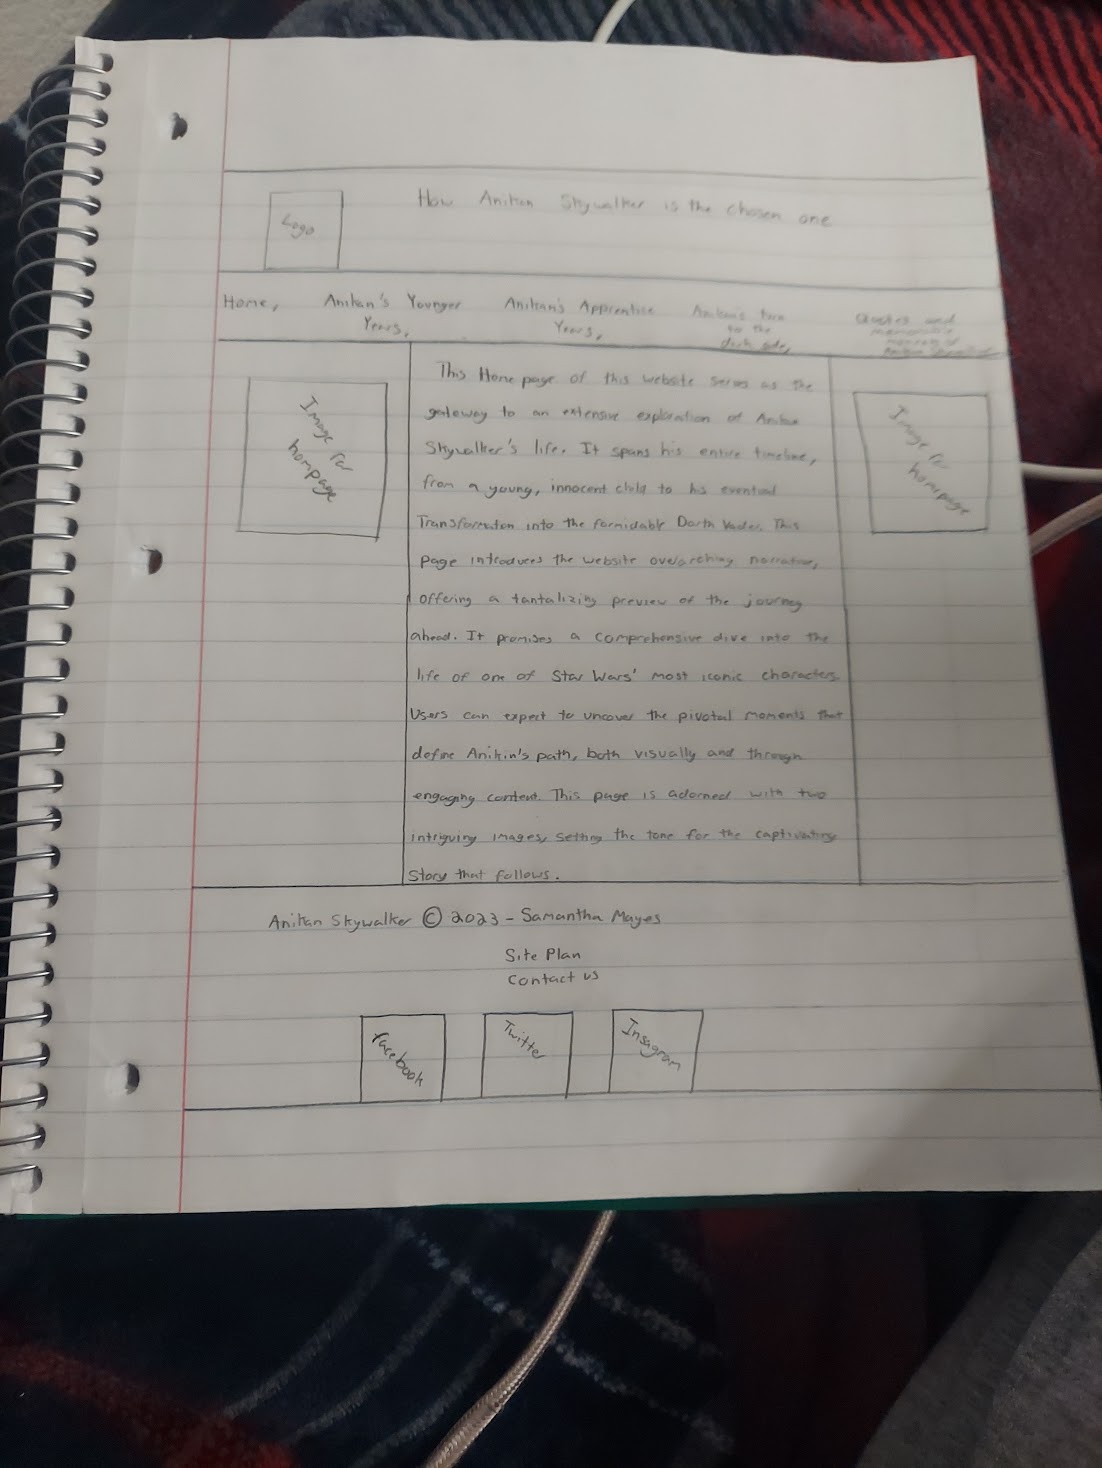 How Anikan Skywalker is the chosen one
Logo
Home, Anikan's Younger Anikan's Apprentice Anikan's turn Quotes and
Years, Years, to the memorable
dark side, moments of
Anikan Skywalker
Image for
hompage
This Home page of this website serves as the
gateway to an extensive exploration of Anikan
Skywalker's life. It spans his entire timeline,
from a young, innocent child to his eventual
Transformation into the formidable Darth Vader. This
page introduces the website overarching narrative,
offering a tantalizing preview of the journey
ahead. It promises a comprehensive dive into the
life of one of Star Wars' most iconic characters.
Users can expect to uncover the pivotal moments that
define Anikin's path, both visually and through
engaging content. This page is adorned with two
intriguing images, setting the tone for the captivating
Story that follows.
Image for
homepage
Anikan Skywalker © 2023 - Samantha Mayes
Site Plan
Contact us
Facebook
Twitter
Insagram